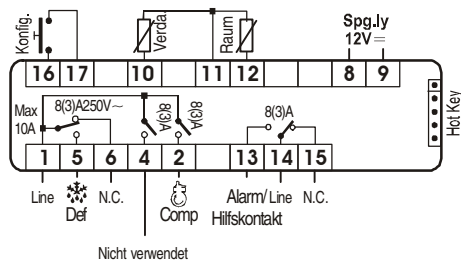 Konfig.
Verda.
Raum
Spg.ly
12V
16 17 10 11 12 8 9
Max
10A
8(3)A250V~
8(3)A
8(3)A
8(3)A
Hot Key
1 5 6 4 2 13 14 15
Line
Def
N.C.
Comp
Alarm/
Hilfskontakt
Line
N.C.
Nicht verwendet